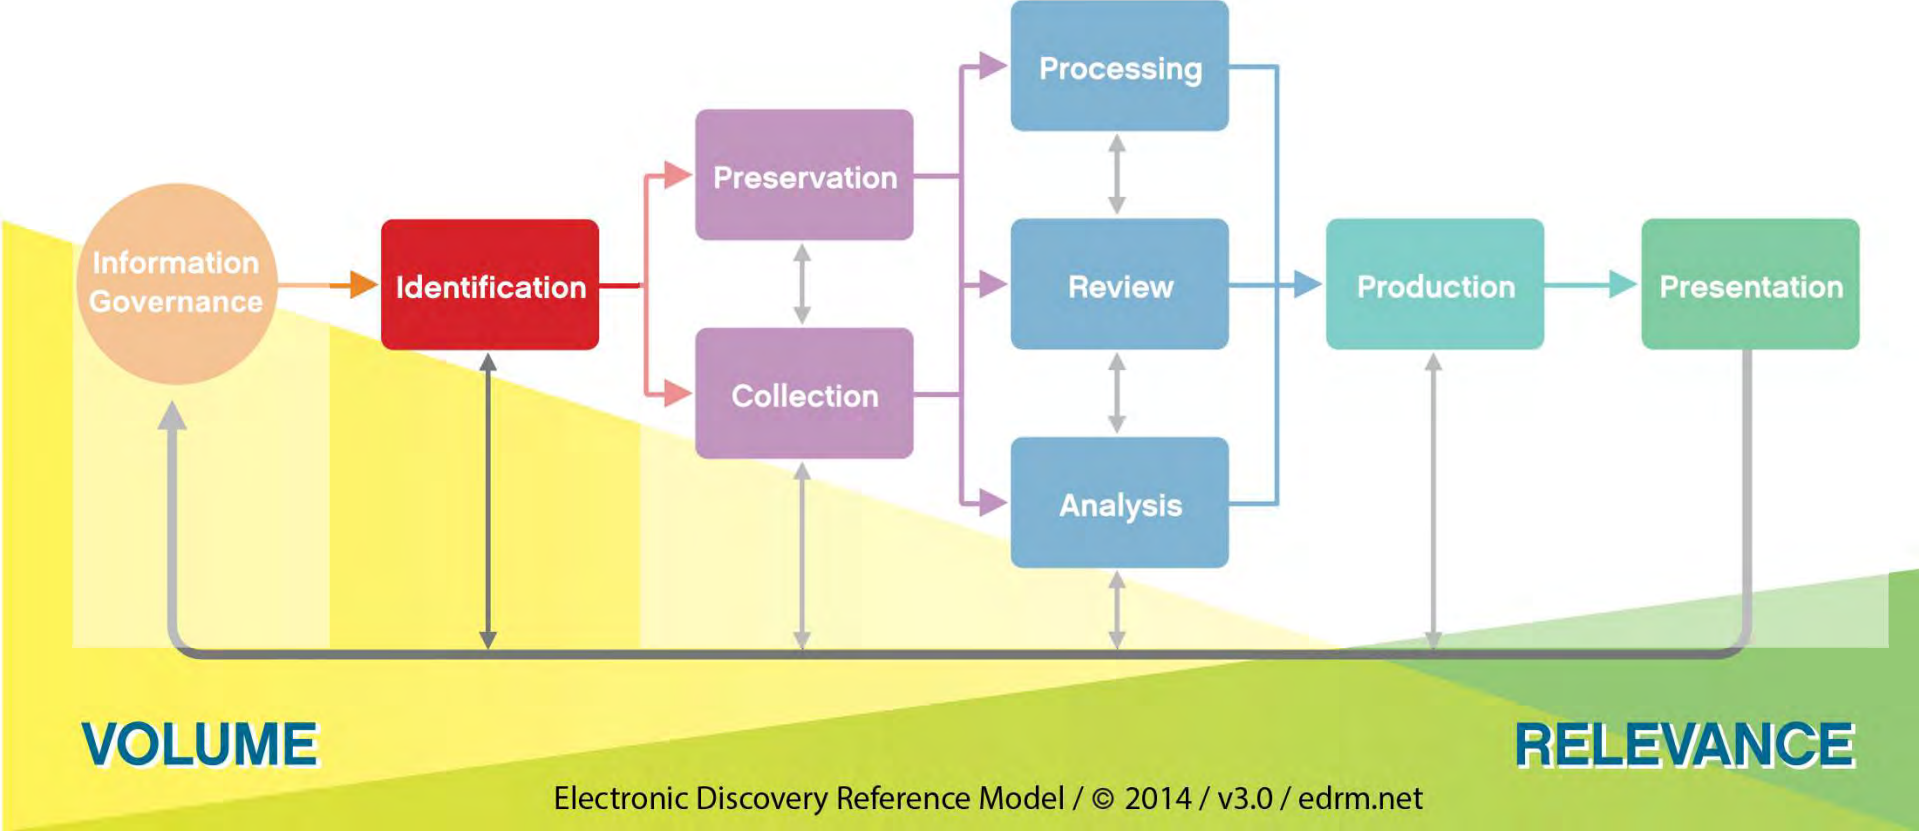 Information
Governance
Identification
Preservation
Collection
Processing
Review
Analysis
Production
Presentation
VOLUME
RELEVANCE
Electronic Discovery Reference Model / © 2014 / v3.0 / edrm.net